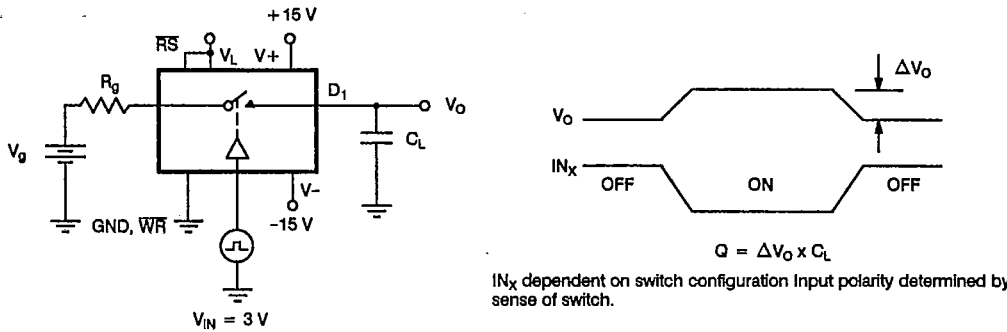 +15 V
RS
VL
V+
Rg
D1
VO
Vg
CL
V–
–15 V
GND, WR
VIN = 3 V
ΔVO
VO
INX
OFF
ON
OFF
Q = ΔVO x CL
INX dependent on switch configuration Input polarity determined by
sense of switch.